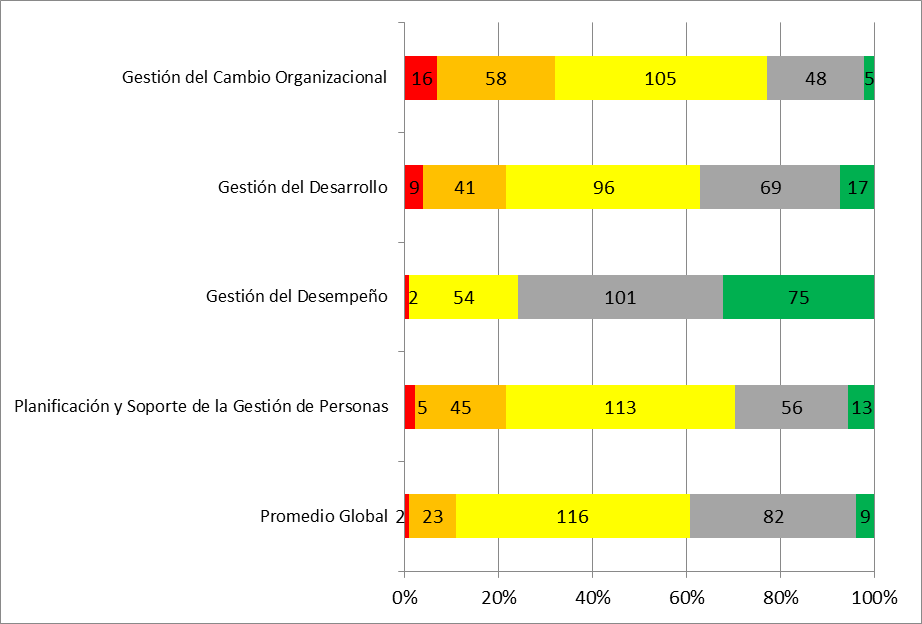 Gestión del Cambio Organizacional 16 58 105 48 5
Gestión del Desarrollo 9 41 96 69 17
Gestión del Desempeño 2 54 101 75
Planificación y Soporte de la Gestión de Personas 5 45 113 56 13
Promedio Global 2 23 116 82 9
0% 20% 40% 60% 80% 100%